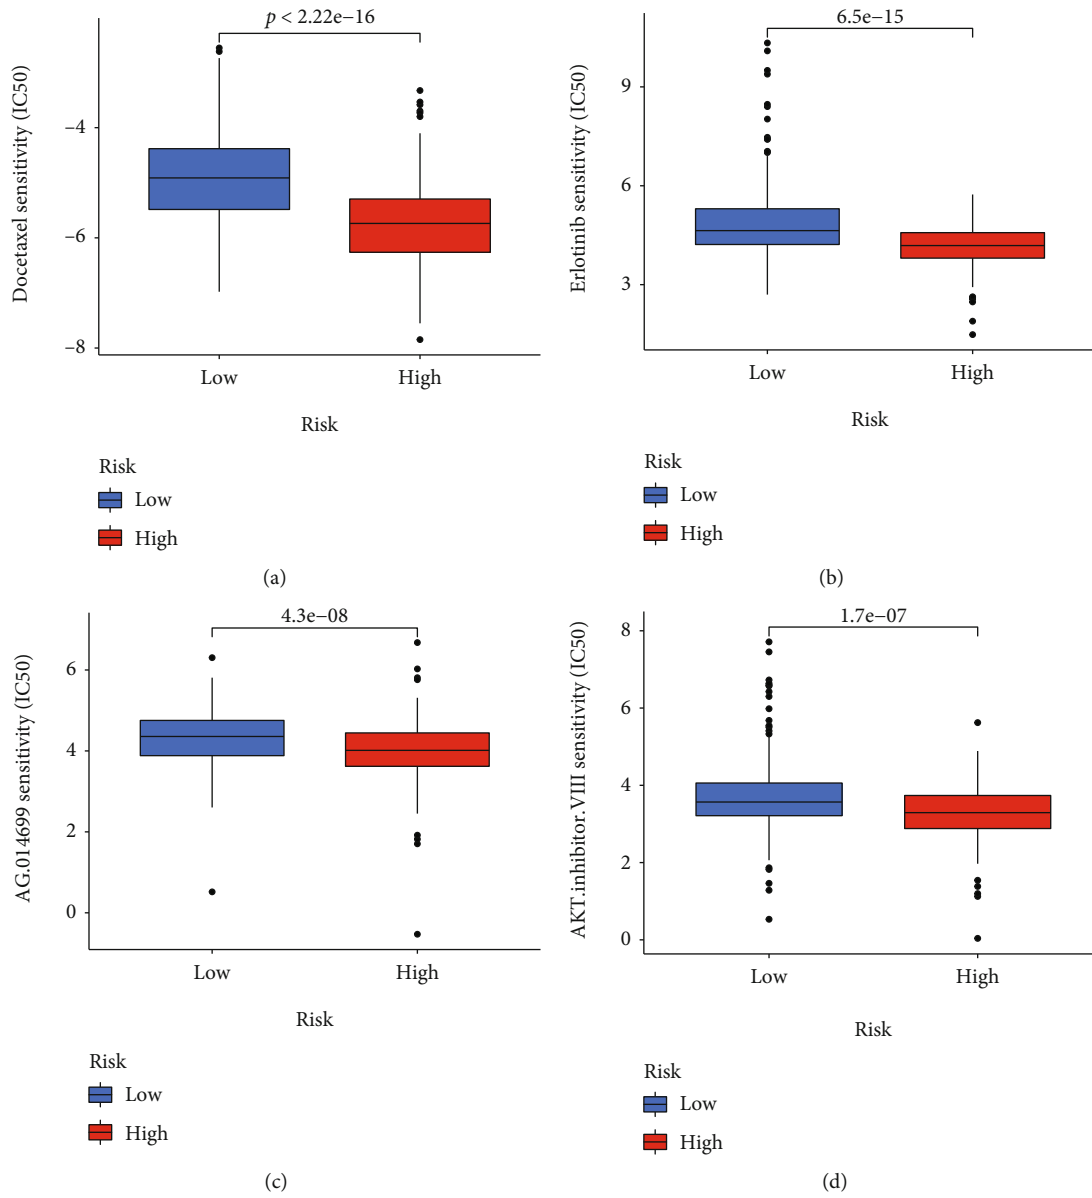 p < 2.22e−16
Docetaxel sensitivity (IC50)
−4
−6
−8
Low
High
Risk
Risk
Low
High
(a)
6.5e−15
Erlotinib sensitivity (IC50)
9
6
3
Low
High
Risk
Risk
Low
High
(b)
4.3e−08
AG.014699 sensitivity (IC50)
6
4
2
0
Low
High
Risk
Risk
Low
High
(c)
1.7e−07
AKT.inhibitor.VIII sensitivity (IC50)
8
6
4
2
0
Low
High
Risk
Risk
Low
High
(d)